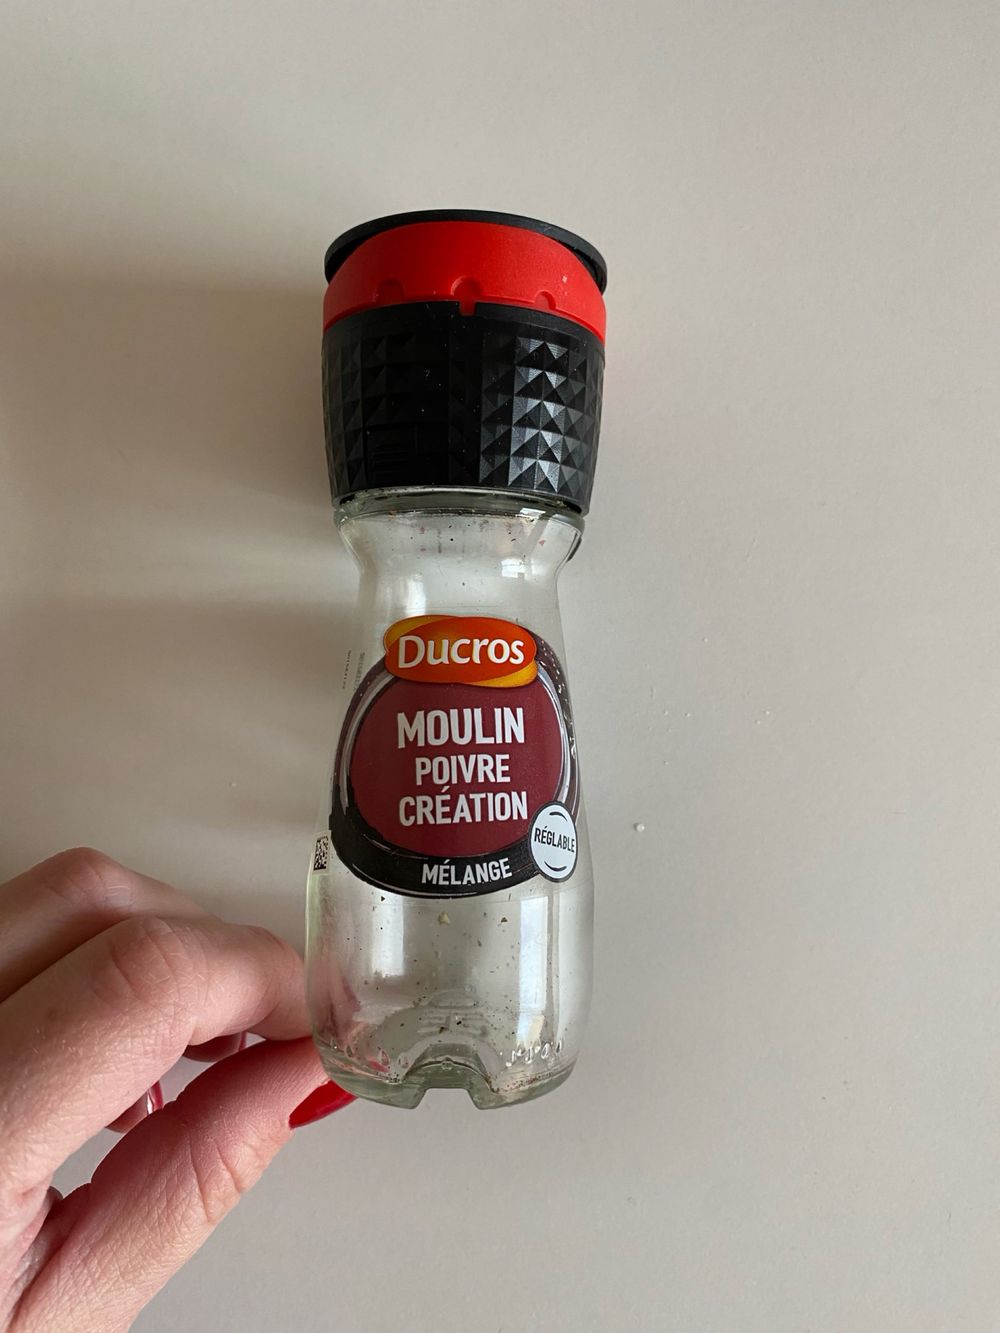 Ducros
MOULIN
POIVRE
CRÉATION
RÉGLABLE
MÉLANGE